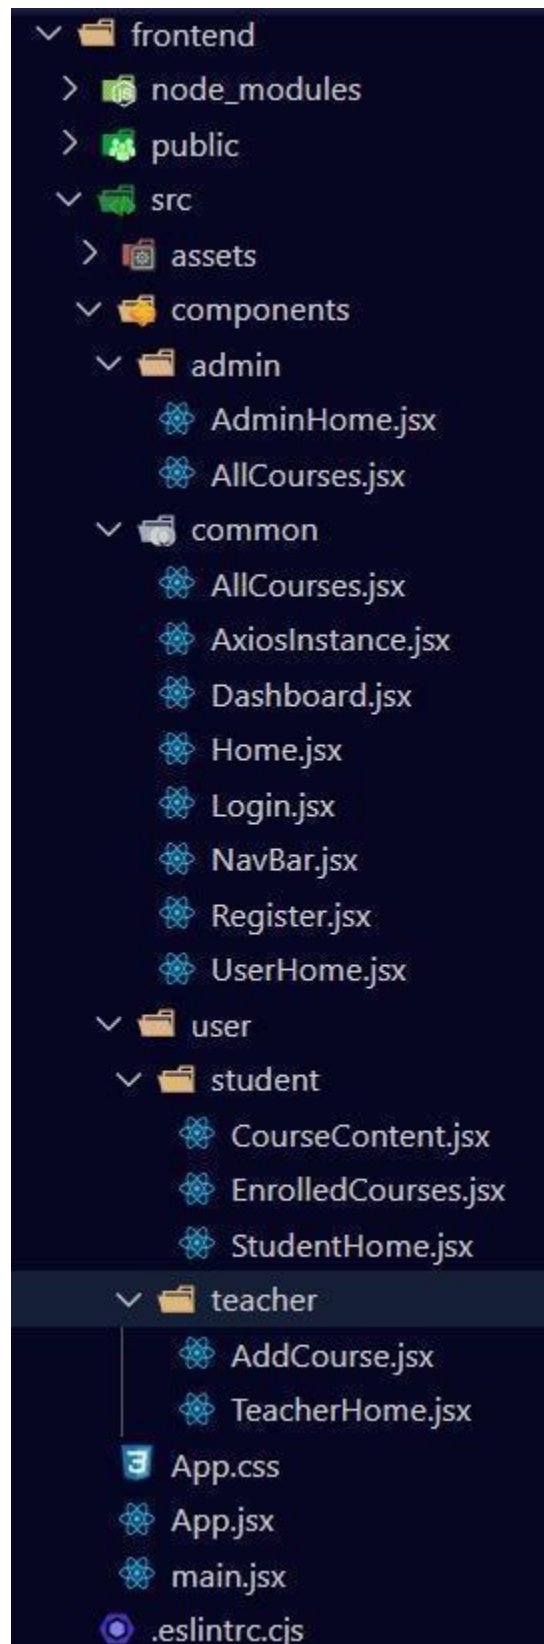 frontend
node_modules
public
src
assets
components
admin
AdminHome.jsx
AllCourses.jsx
common
AllCourses.jsx
AxiosInstance.jsx
Dashboard.jsx
Home.jsx
Login.jsx
NavBar.jsx
Register.jsx
UserHome.jsx
user
student
CourseContent.jsx
EnrolledCourses.jsx
StudentHome.jsx
teacher
AddCourse.jsx
TeacherHome.jsx
App.css
App.jsx
main.jsx
.eslintrc.cjs